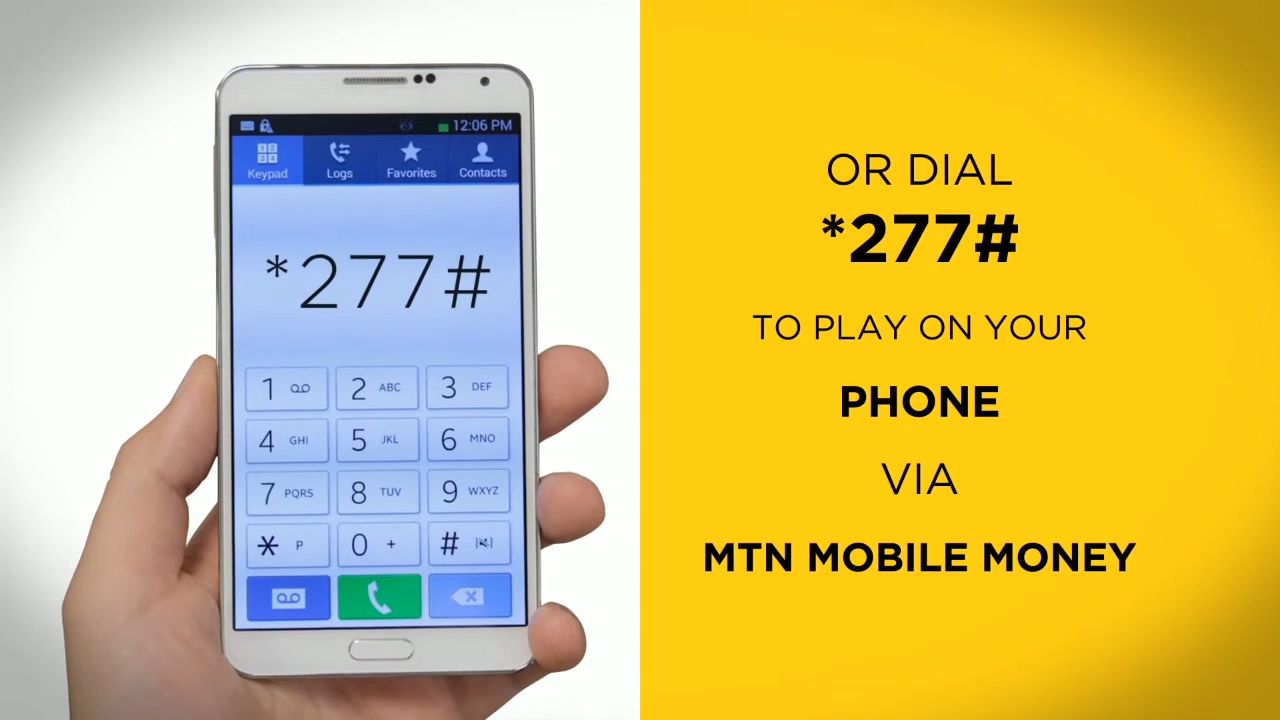 12:06 PM
Keypad Logs Favorites Contacts
*277#
1 2 ABC 3 DEF
4 GHI 5 JKL 6 MNO
7 PQRS 8 TUV 9 WXYZ
* P 0 + #
OR DIAL
*277#
TO PLAY ON YOUR
PHONE
VIA
MTN MOBILE MONEY